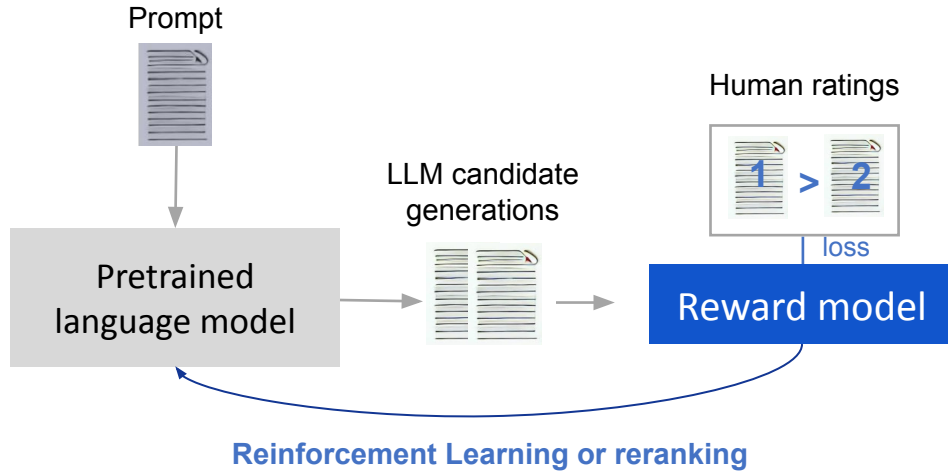 Prompt
Human ratings
1 > 2
loss
LLM candidate
generations
Pretrained
language model
Reward model
Reinforcement Learning or reranking